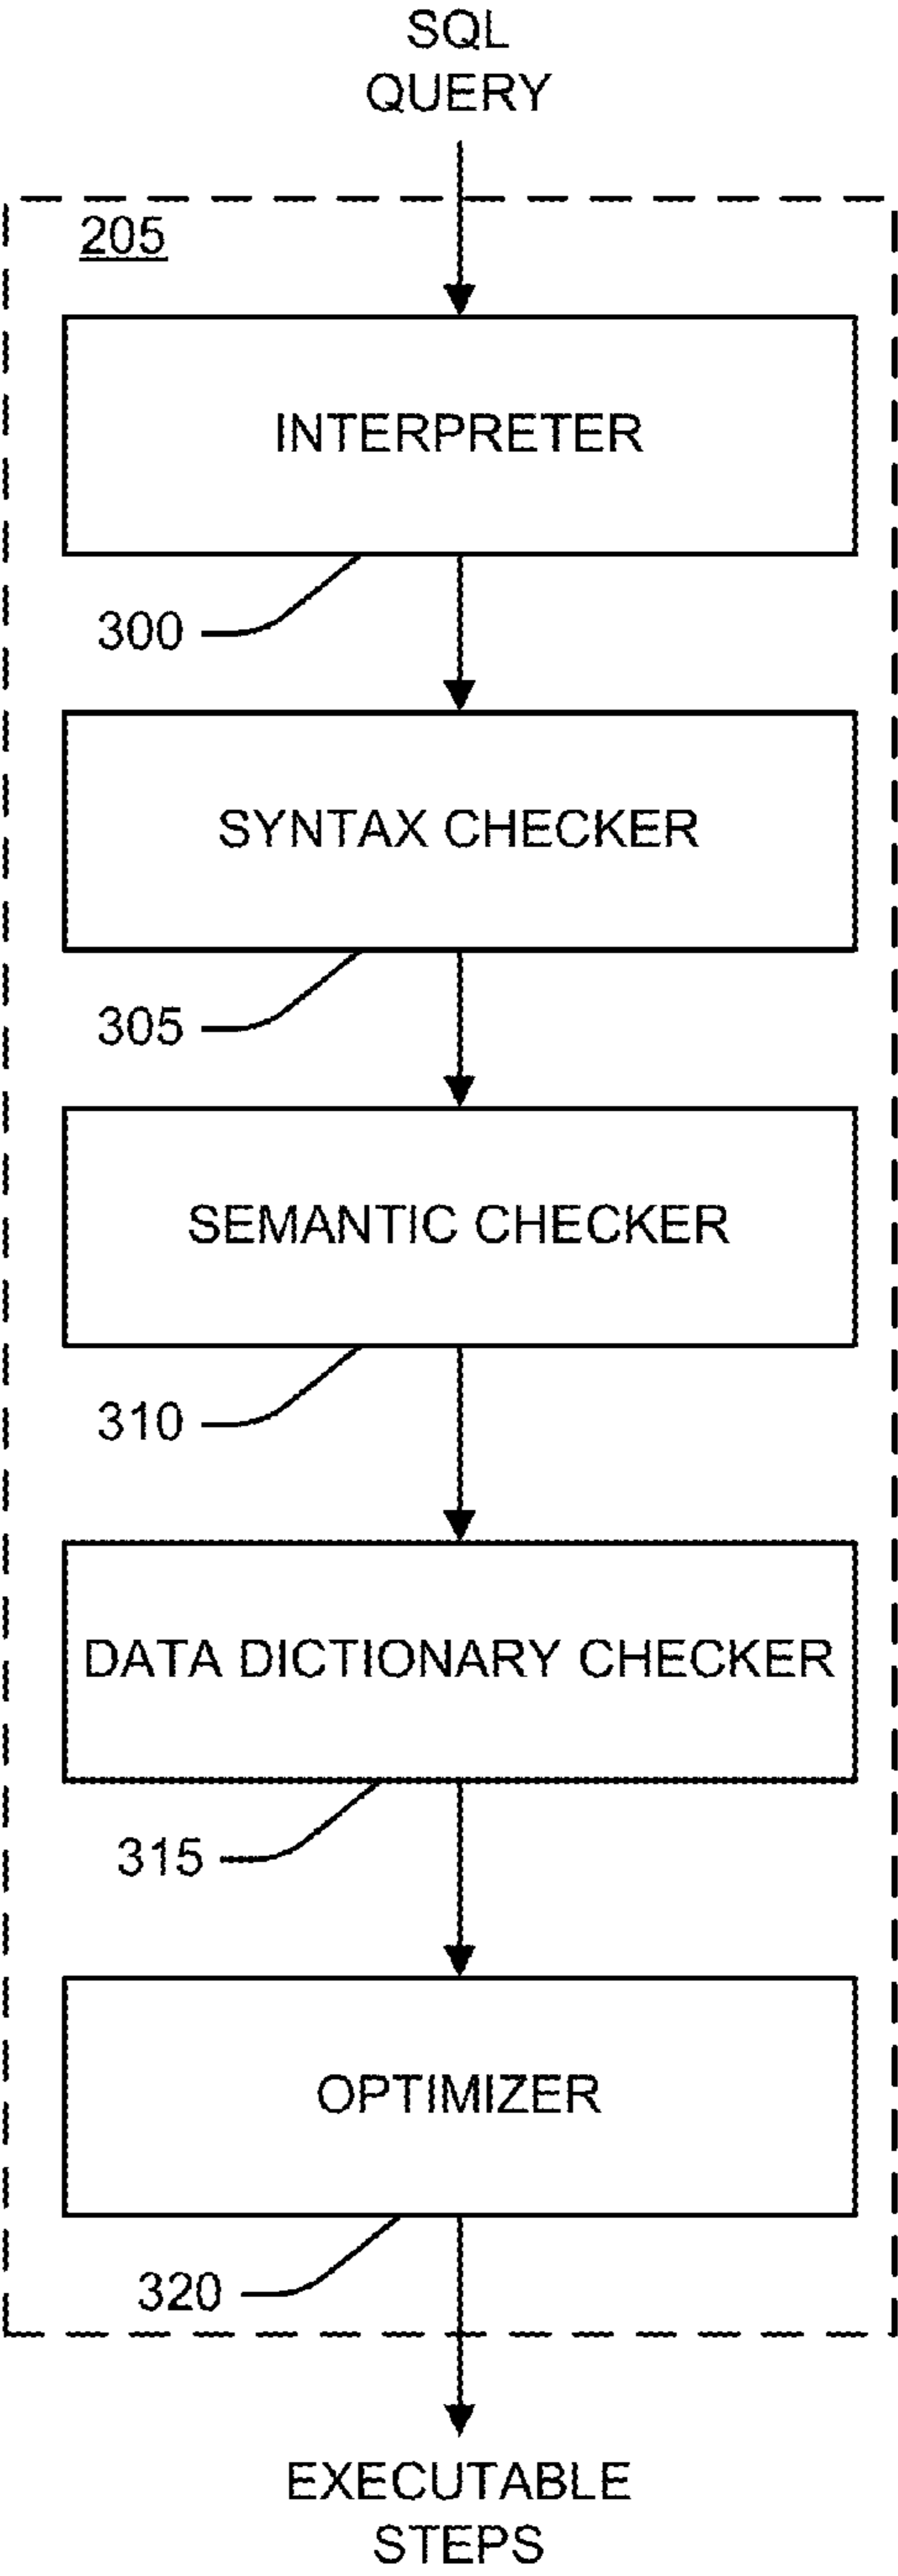 SQL
QUERY
205
INTERPRETER
300
SYNTAX CHECKER
305
SEMANTIC CHECKER
310
DATA DICTIONARY CHECKER
315
OPTIMIZER
320
EXECUTABLE
STEPS